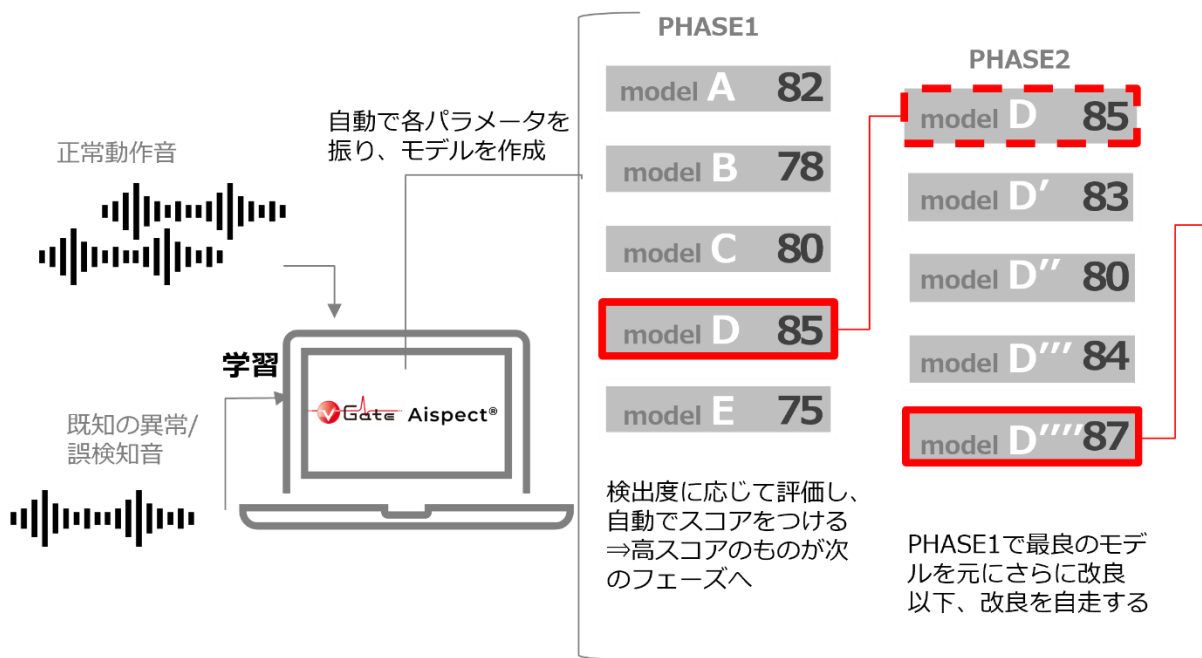 正常動作音
既知の異常/
誤検知音
学習
vGate Aispect®
自動で各パラメータを
振り、モデルを作成
PHASE1
model A 82
model B 78
model C 80
model D 85
model E 75
検出度に応じて評価し、
自動でスコアをつける
⇒高スコアのものが次
のフェーズへ
PHASE2
model D 85
model D' 83
model D'' 80
model D''' 84
model D'''' 87
PHASE1で最良のモデ
ルを元にさらに改良
以下、改良を自走する